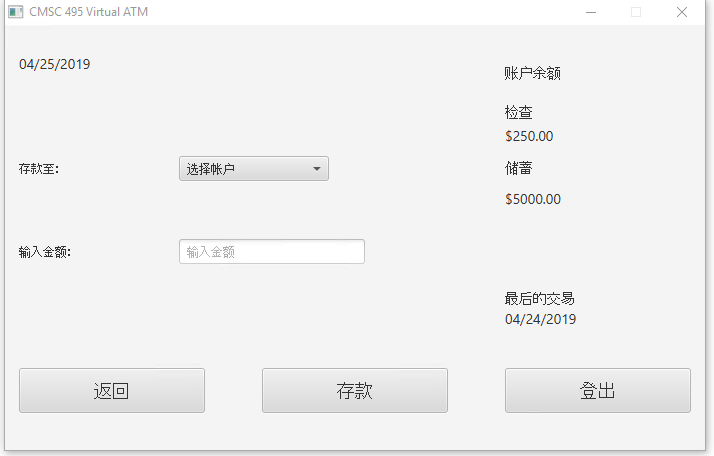 CMSC 495 Virtual ATM
04/25/2019
账户余额
检查
$250.00
存款至:
选择帐户
储蓄
$5000.00
输入金额:
输入金额
最后的交易
04/24/2019
返回
存款
登出